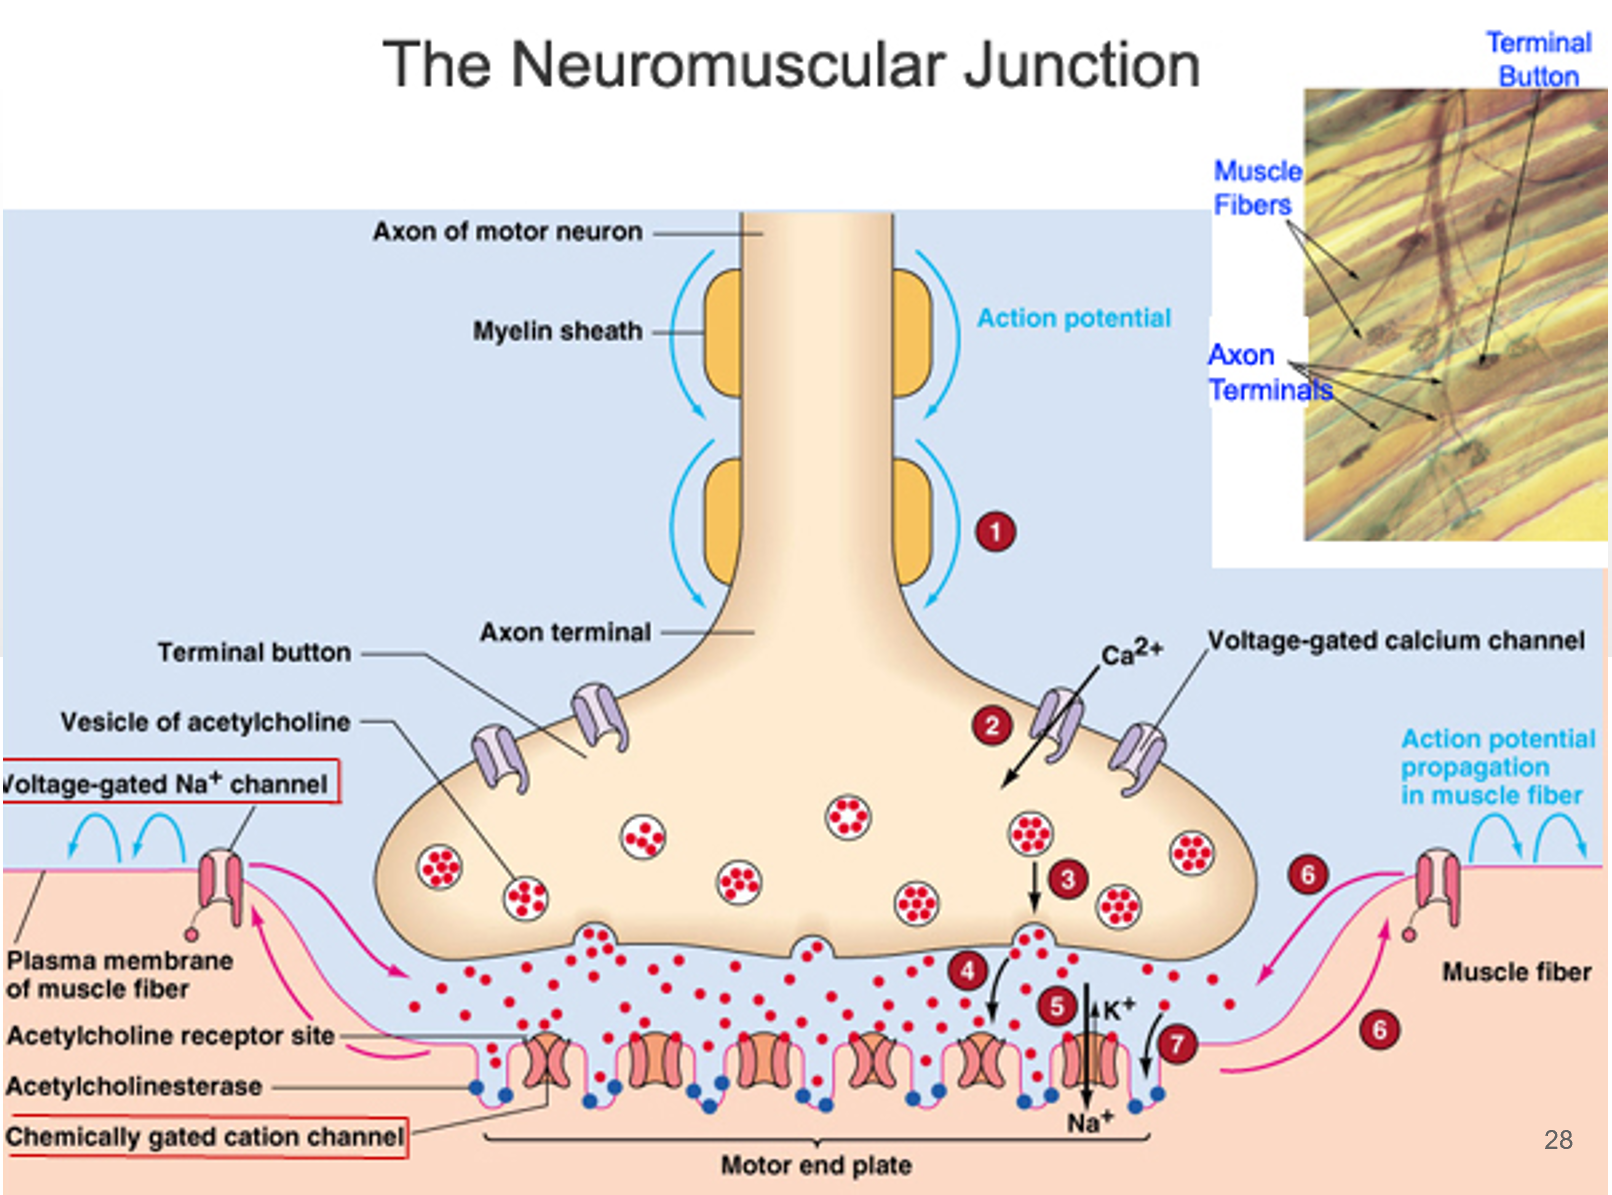 The Neuromuscular Junction
Terminal
Button
Muscle
Fibers
Axon
Terminals
Axon of motor neuron
Myelin sheath
Action potential
1
Axon terminal
Terminal button
Vesicle of acetylcholine
Voltage-gated Na+ channel
Ca2+
Voltage-gated calcium channel
2
Action potential
propagation
in muscle fiber
3
6
4
5
K+
7
6
Plasma membrane
of muscle fiber
Muscle fiber
Acetylcholine receptor site
Acetylcholinesterase
Chemically gated cation channel
Na+
Motor end plate
28